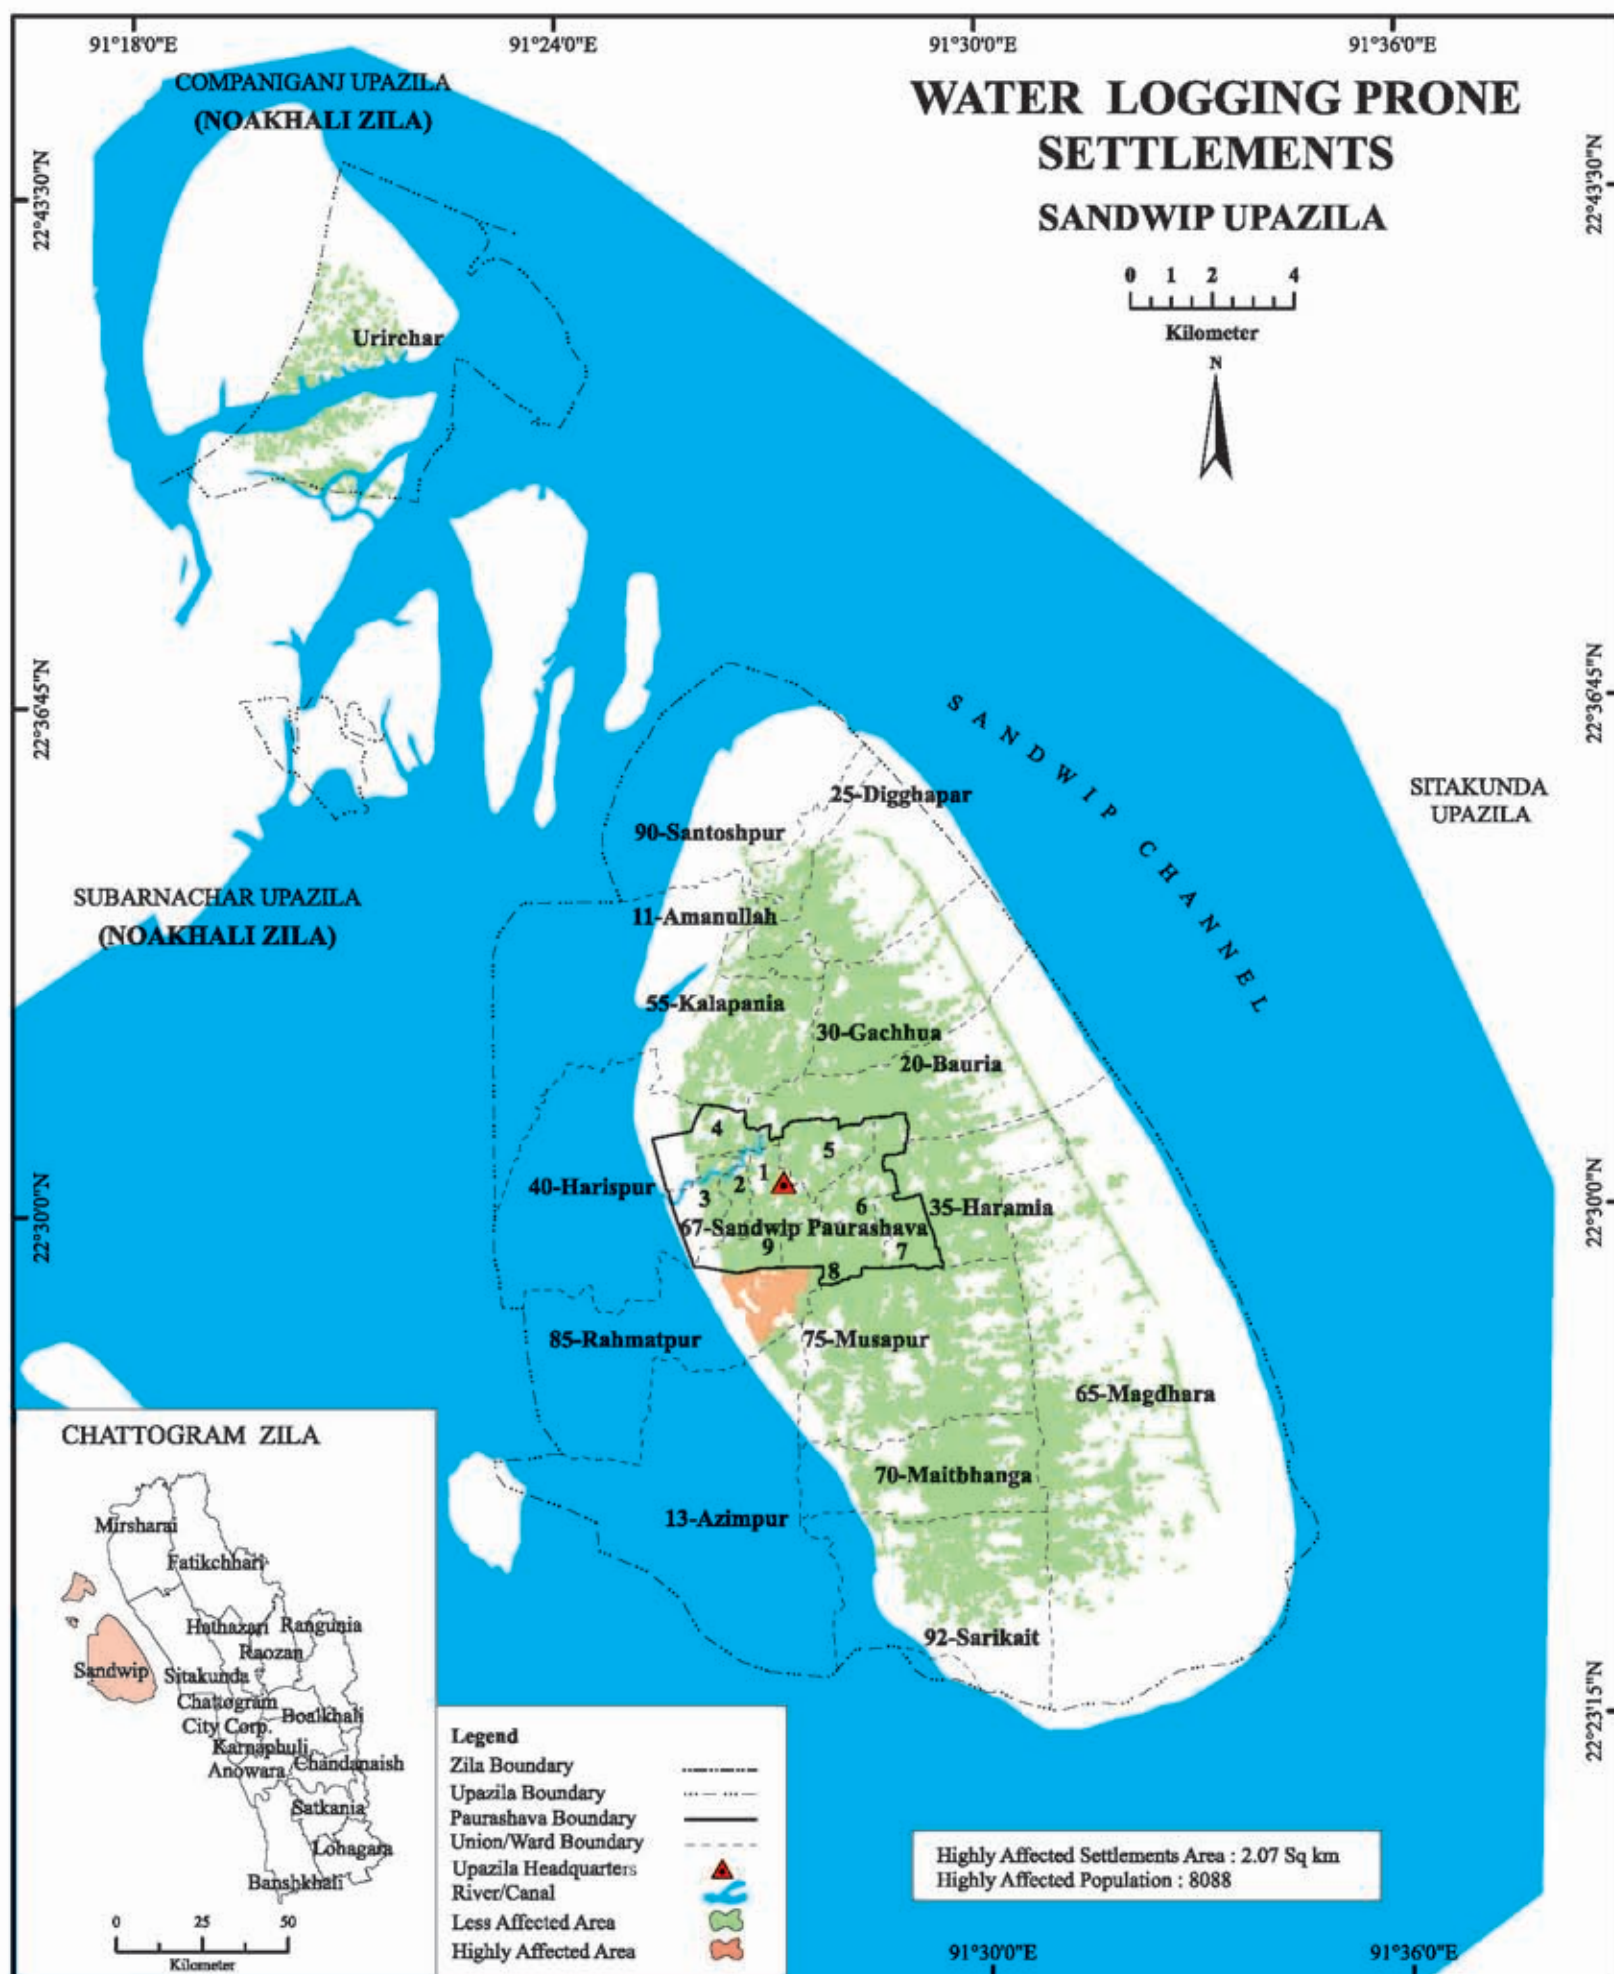 91°18'0"E
91°24'0"E
91°30'0"E
91°36'0"E
COMPANIGANJ UPAZILA
(NOAKHALI ZILA)
WATER LOGGING PRONE
SETTLEMENTS
SANDWIP UPAZILA
22°43'30"N
22°43'30"N
0 1 2 4
Kilometer
N
Urirchar
22°36'45"N
22°36'45"N
SANDWIP CHANNEL
SITAKUNDA
UPAZILA
25-Digghapar
90-Santoshpur
SUBARNACHAR UPAZILA
(NOAKHALI ZILA)
11-Amanullah
55-Kalapania
30-Gachhua
20-Bauria
4
5
1
2
3
6
40-Harispur
35-Haramia
67-Sandwip Paurashava
9
7
8
22°30'0"N
22°30'0"N
85-Rahmatpur
75-Musapur
65-Magdhara
70-Maitbhanga
13-Azimpur
92-Sarikait
22°23'15"N
CHATTOGRAM ZILA
Mirsharai
Fatikchhari
Hathazari
Rangunia
Raozan
Sandwip
Sitakunda
Chattogram
City Corp.
Boalkhali
Karnaphuli
Anowara
Chandanaish
Satkania
Lohagara
Banshkhali
0 25 50
Kilometer
Legend
Zila Boundary
Upazila Boundary
Paurashava Boundary
Union/Ward Boundary
Upazila Headquarters
River/Canal
Less Affected Area
Highly Affected Area
Highly Affected Settlements Area : 2.07 Sq km
Highly Affected Population : 8088
91°30'0"E
91°36'0"E